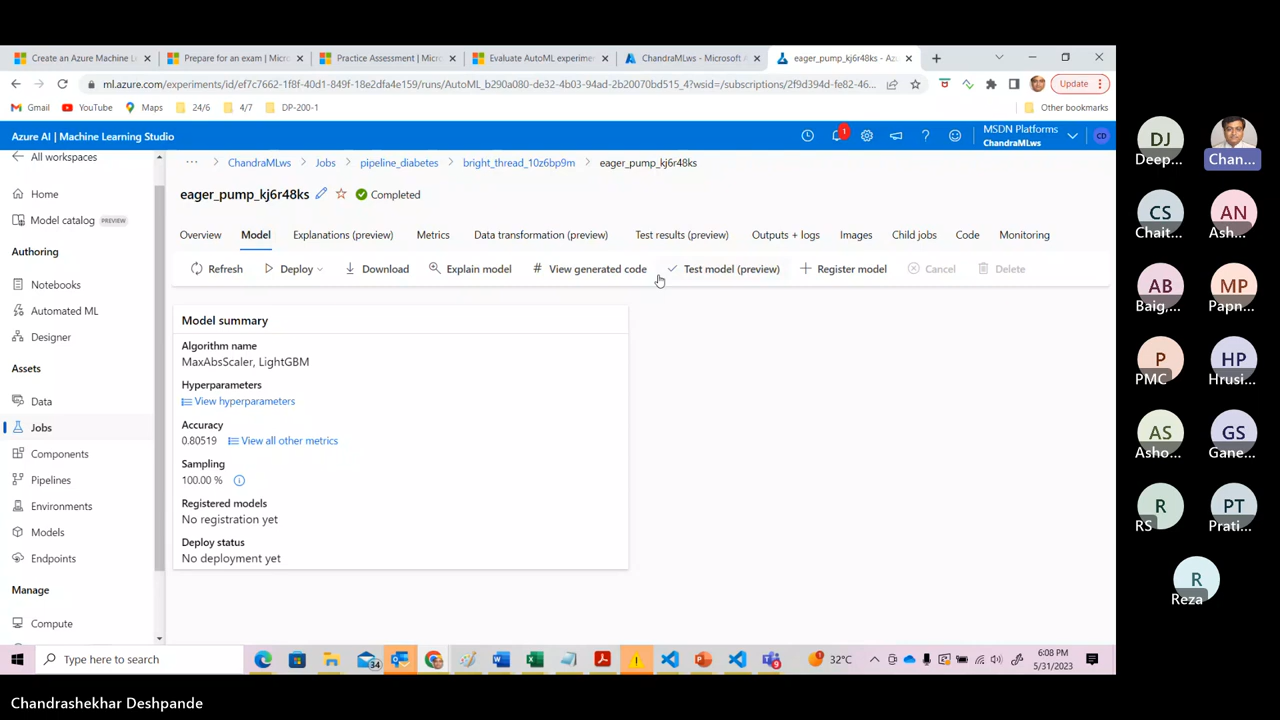 Create an Azure Machine L
Prepare for an exam | Micro
Practice Assessment | Micro
Evaluate AutoML experime
ChandraMLws - Microsoft
eager_pump_kj6r48ks - Az
ml.azure.com/experiments/id/ef7c7662-1f8f-40d1-849f-18e2dfa4e159/runs/AutoML_b290a080-de32-4b03-94ad-2b20070bd515_4?wsid=/subscriptions/2f9d394d-fe82-46...
Update
Gmail
YouTube
Maps
24/6
4/7
DP-200-1
Other bookmarks
Azure AI | Machine Learning Studio
1
MSDN Platforms
ChandraMLws
CD
All workspaces
Home
Model catalog PREVIEW
Authoring
Notebooks
Automated ML
Designer
Assets
Data
Jobs
Components
Pipelines
Environments
Models
Endpoints
Manage
Compute
... > ChandraMLws > Jobs > pipeline_diabetes > bright_thread_10z6bp9m > eager_pump_kj6r48ks
eager_pump_kj6r48ks Completed
Overview Model Explanations (preview) Metrics Data transformation (preview) Test results (preview) Outputs + logs Images Child jobs Code Monitoring
Refresh Deploy Download Explain model View generated code Test model (preview) Register model Cancel Delete
Model summary
Algorithm name
MaxAbsScaler, LightGBM
Hyperparameters
View hyperparameters
Accuracy
0.80519 View all other metrics
Sampling
100.00 %
Registered models
No registration yet
Deploy status
No deployment yet
Type here to search
34
9
32°C
6:08 PM
5/31/2023
DJ
Deep...
Chan...
CS
Chait...
AN
Ash...
AB
Baig,...
MP
Papn...
P
PMC
HP
Hrusi...
AS
Asho...
GS
Gane...
R
RS
PT
Prati...
R
Reza
Chandrashekhar Deshpande